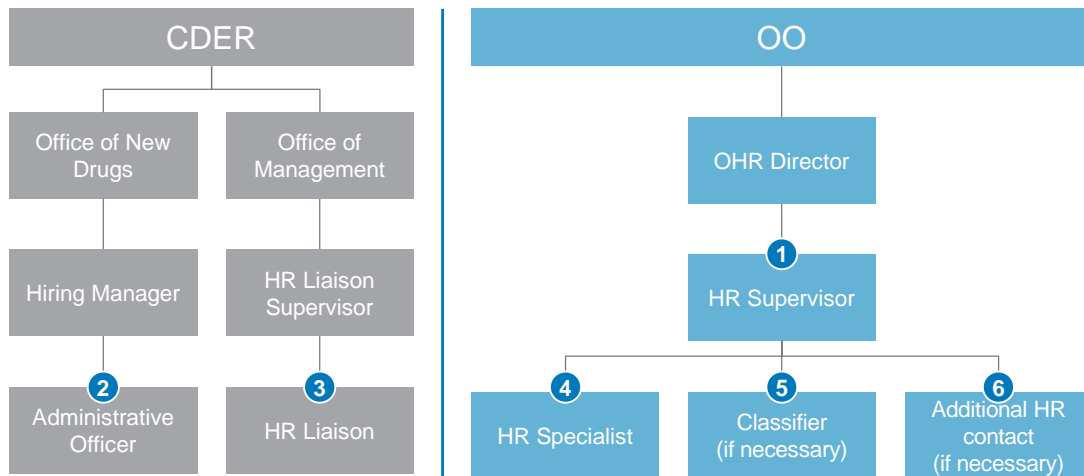 CDER
OO
Office of New
Drugs
Office of
Management
OHR Director
1
Hiring Manager
HR Liaison
Supervisor
HR Supervisor
2
Administrative
Officer
3
HR Liaison
4
HR Specialist
5
Classifier
(if necessary)
6
Additional HR
contact
(if necessary)